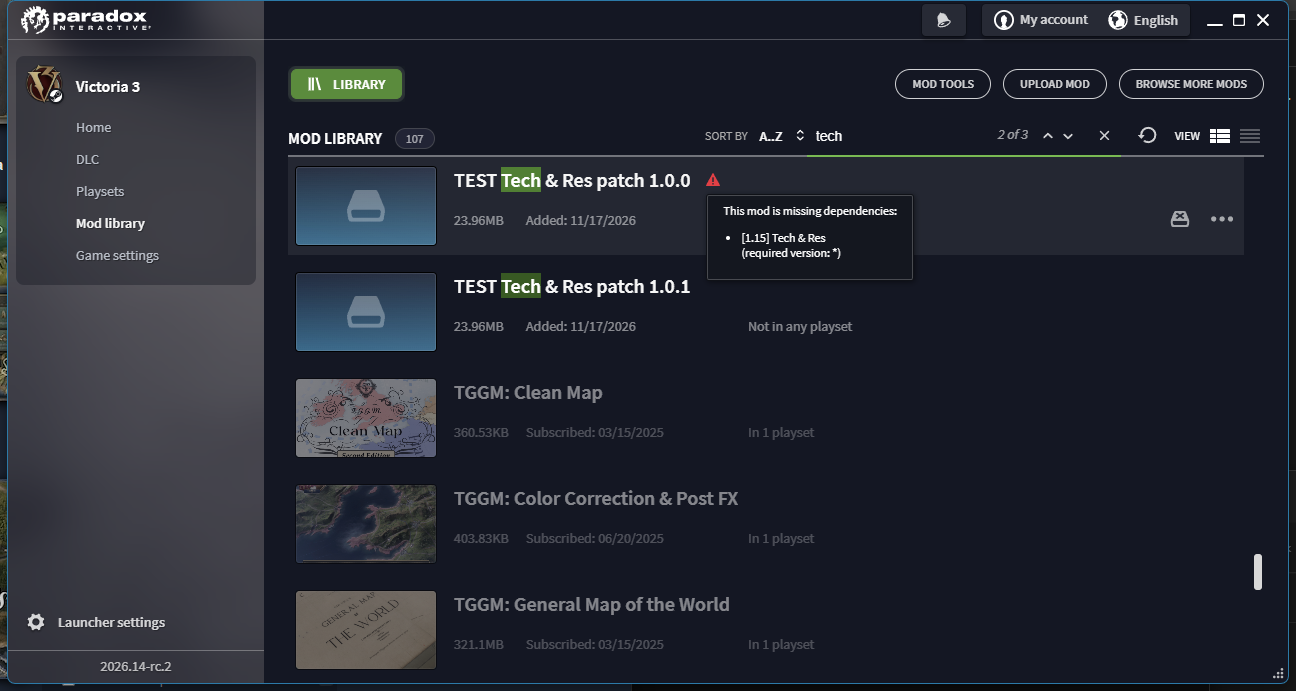 paradox
INTERACTIVE
My account
English
Victoria 3
Home
DLC
Playsets
Mod library
Game settings
Launcher settings
2026.14-rc.2
LIBRARY
MOD TOOLS
UPLOAD MOD
BROWSE MORE MODS
MOD LIBRARY 107
SORT BY A..Z tech 2 of 3 VIEW
TEST Tech & Res patch 1.0.0
23.96MB Added: 11/17/2026
This mod is missing dependencies:
• [1.15] Tech & Res
(required version: *)
TEST Tech & Res patch 1.0.1
23.96MB Added: 11/17/2026 Not in any playset
T.G.G.M.
Clean Map
Second Edition
TGGM: Clean Map
360.53KB Subscribed: 03/15/2025 In 1 playset
TGGM: Color Correction & Post FX
403.83KB Subscribed: 06/20/2025 In 1 playset
GENERAL MAP
THE WORLD
TGGM: General Map of the World
321.1MB Subscribed: 03/15/2025 In 1 playset